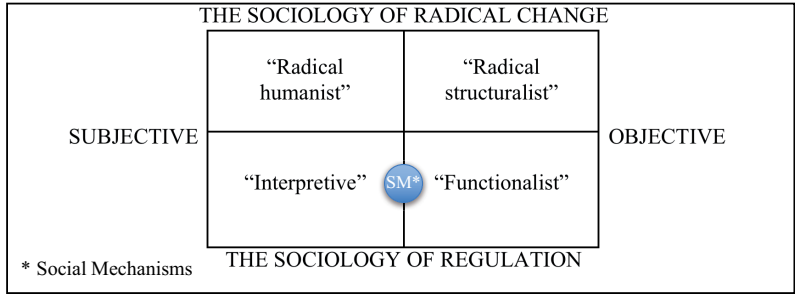 THE SOCIOLOGY OF RADICAL CHANGE
“Radical
humanist”
“Radical
structuralist”
SUBJECTIVE
OBJECTIVE
“Interpretive”
SM*
“Functionalist”
THE SOCIOLOGY OF REGULATION
* Social Mechanisms